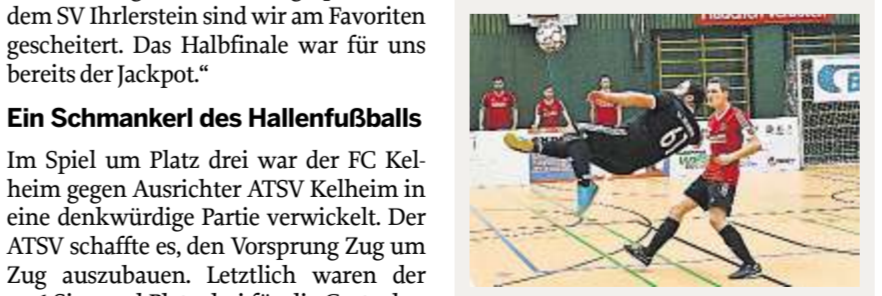 dem SV Ihrlerstein sind wir am Favoriten
gescheitert. Das Halbfinale war für uns
bereits der Jackpot.“
Ein Schmankerl des Hallenfußballs
Im Spiel um Platz drei war der FC Kel-
heim gegen Ausrichter ATSV Kelheim in
eine denkwürdige Partie verwickelt. Der
ATSV schaffte es, den Vorsprung Zug um
Zug auszubauen. Letztlich waren der